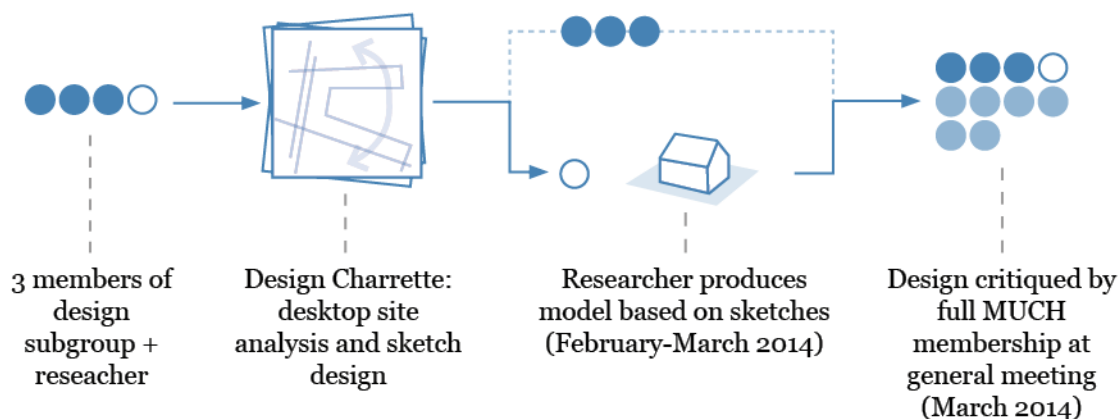 3 members of
design
subgroup +
reseacher
Design Charrette:
desktop site
analysis and sketch
design
Researcher produces
model based on sketches
(February-March 2014)
Design critiqued by
full MUCH
membership at
general meeting
(March 2014)